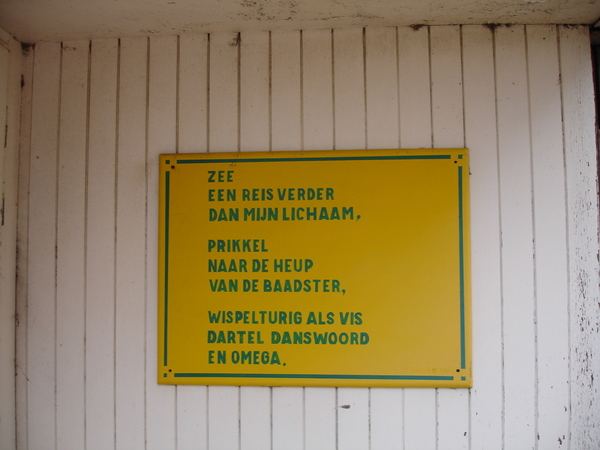 ZEE
EEN REIS VERDER
DAN MIJN LICHAAM,
PRIKKEL
NAAR DE HEUP
VAN DE BAADSTER,
WISPELTURIG ALS VIS
DARTEL DANSWOORD
EN OMEGA.